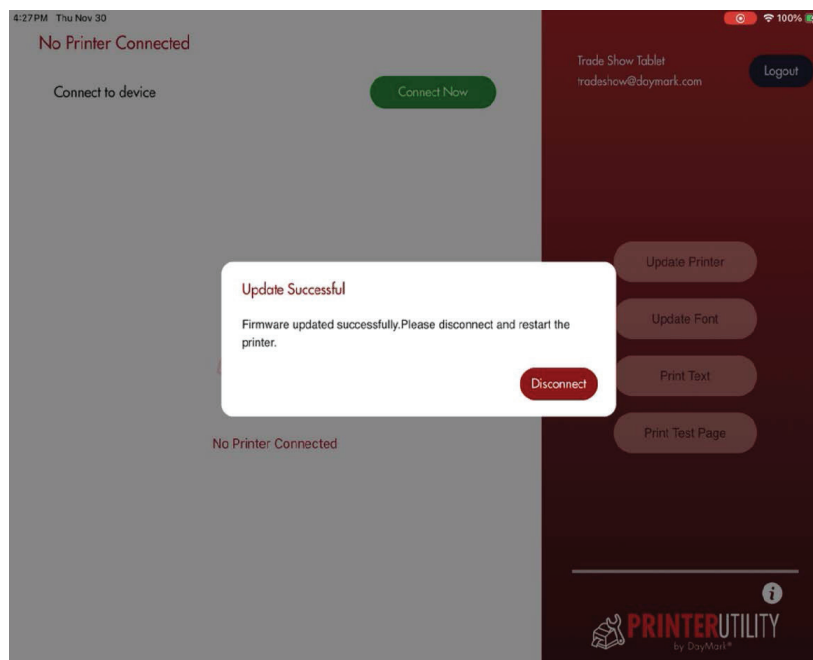 4:27 PM Thu Nov 30
100%
No Printer Connected
Trade Show Tablet
tradeshow@daymark.com
Logout
Connect to device
Connect Now
Update Printer
Update Successful
Firmware updated successfully.Please disconnect and restart the
printer.
Disconnect
Update Font
Print Text
Print Test Page
No Printer Connected
i
PRINTERUTILITY
by DayMark®